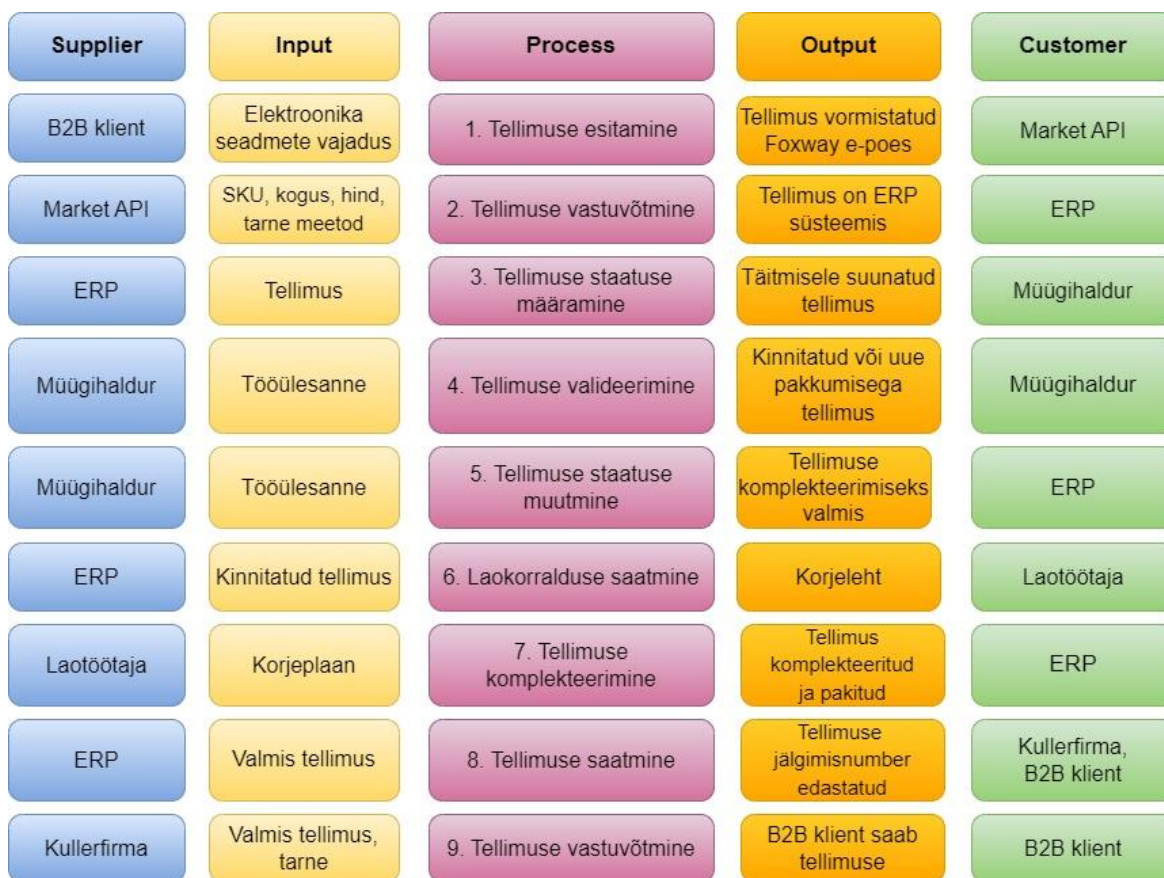 Supplier
Input
Process
Output
Customer
B2B klient
Elektroonika
seadmete vajadus
1. Tellimuse esitamine
Tellimus vormistatud
Foxway e-poes
Market API
Market API
SKU, kogus, hind,
tarne meetod
2. Tellimuse vastuvõtmine
Tellimus on ERP
süsteemis
ERP
ERP
Tellimus
3. Tellimuse staatuse
määramine
Täitmisele suunatud
tellimus
Müügihaldur
Müügihaldur
Tööülesanne
4. Tellimuse valideerimine
Kinnitatud või uue
pakkumisega
tellimus
Müügihaldur
Müügihaldur
Tööülesanne
5. Tellimuse staatuse
muutmine
Tellimuse
komplekteerimiseks
valmis
ERP
ERP
Kinnitatud tellimus
6. Laokorralduse saatmine
Korjeleht
Laotöötaja
Laotöötaja
Korjeplaan
7. Tellimuse
komplekteerimine
Tellimus
komplekteeritud
ja pakitud
ERP
ERP
Valmis tellimus
8. Tellimuse saatmine
Tellimuse
jälgimisnumber
edastatud
Kullerfirma,
B2B klient
Kullerfirma
Valmis tellimus,
tarne
9. Tellimuse vastuvõtmine
B2B klient saab
tellimuse
B2B klient